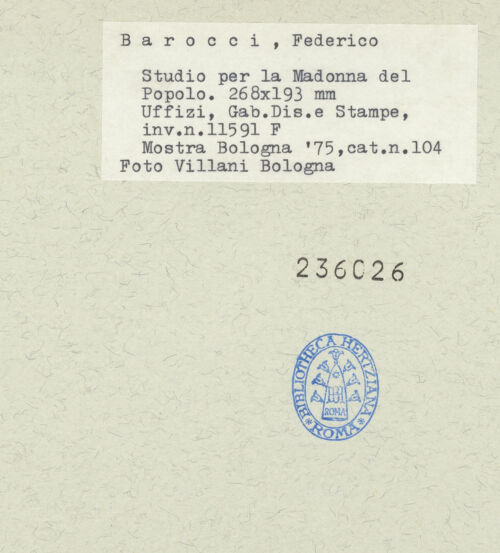 B a r o c c i , Federico
Studio per la Madonna del
Popolo. 268x193 mm
Uffizi, Gab.Dis.e Stampe,
inv.n.11591 F
Mostra Bologna '75,cat.n.104
Foto Villani Bologna
236026
BIBLIOTHECA HERTZIANA
BH
ROMA
* ROMA *